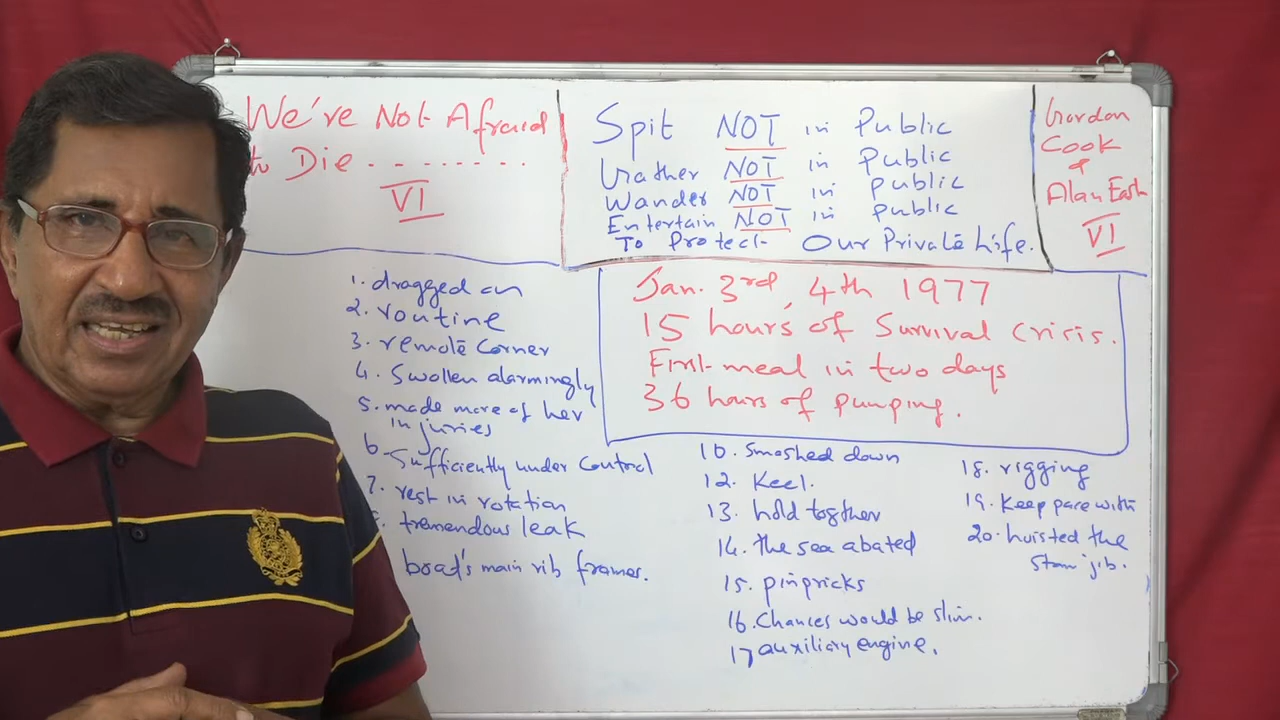 We're Not Afraid
to Die . - - - - - - . .
VI
Spit NOT in Public
Gather NOT in Public
Wander NOT in Public
Entertain NOT in Public
To Protect Our Private Life.
Gordon
Cook
&
Alan East
VI
Jan. 3rd, 4th 1977
15 hours of Survival Crisis.
First meal in two days
36 hours of pumping.
1. dragged on
2. routine
3. remote Corner
4. Swollen alarmingly
5. made more of her
injuries
6. Sufficiently under Control
7. rest in rotation
8. tremendous leak
boad's main rib frames.
10. Smashed down
12. Keel.
13. hold together
14. the sea abated
15. pinpricks
16. Chances would be slim.
17 auxiliary engine.
18. rigging
19. Keep pace with
20. hoisted the
Storm jib.